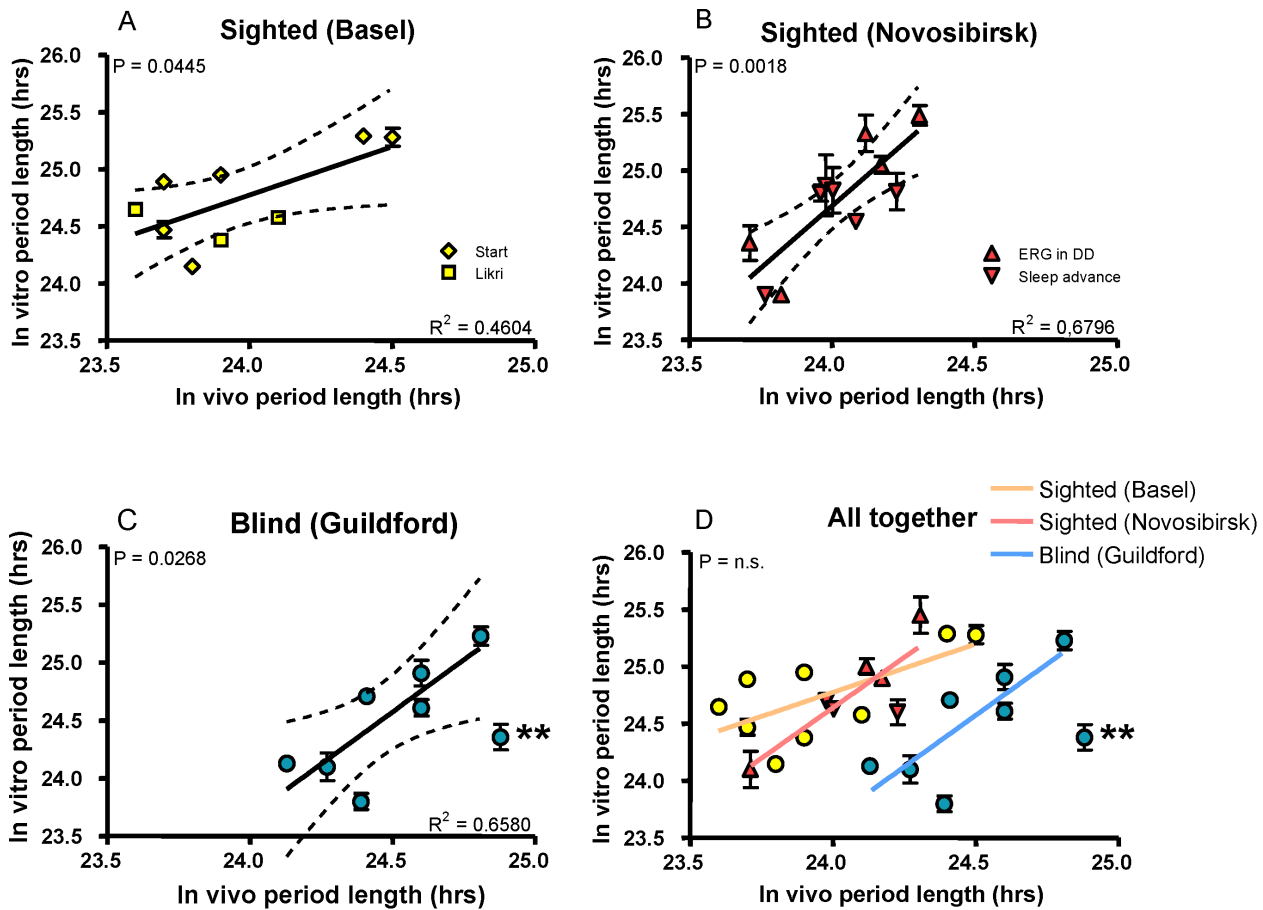 A
Sighted (Basel)
In vitro period length (hrs)
26.0
25.5
25.0
24.5
24.0
23.5
P = 0.0445
Start
Likri
R2 = 0.4604
23.5 24.0 24.5 25.0
In vivo period length (hrs)
B
Sighted (Novosibirsk)
In vitro period length (hrs)
26.0
25.5
25.0
24.5
24.0
23.5
P = 0.0018
ERG in DD
Sleep advance
R2 = 0,6796
23.5 24.0 24.5 25.0
In vivo period length (hrs)
C
Blind (Guildford)
In vitro period length (hrs)
26.0
25.5
25.0
24.5
24.0
23.5
P = 0.0268
**
R2 = 0.6580
23.5 24.0 24.5 25.0
In vivo period length (hrs)
D
All together
Sighted (Basel)
Sighted (Novosibirsk)
Blind (Guildford)
In vitro period length (hrs)
26.0
25.5
25.0
24.5
24.0
23.5
P = n.s.
**
23.5 24.0 24.5 25.0
In vivo period length (hrs)